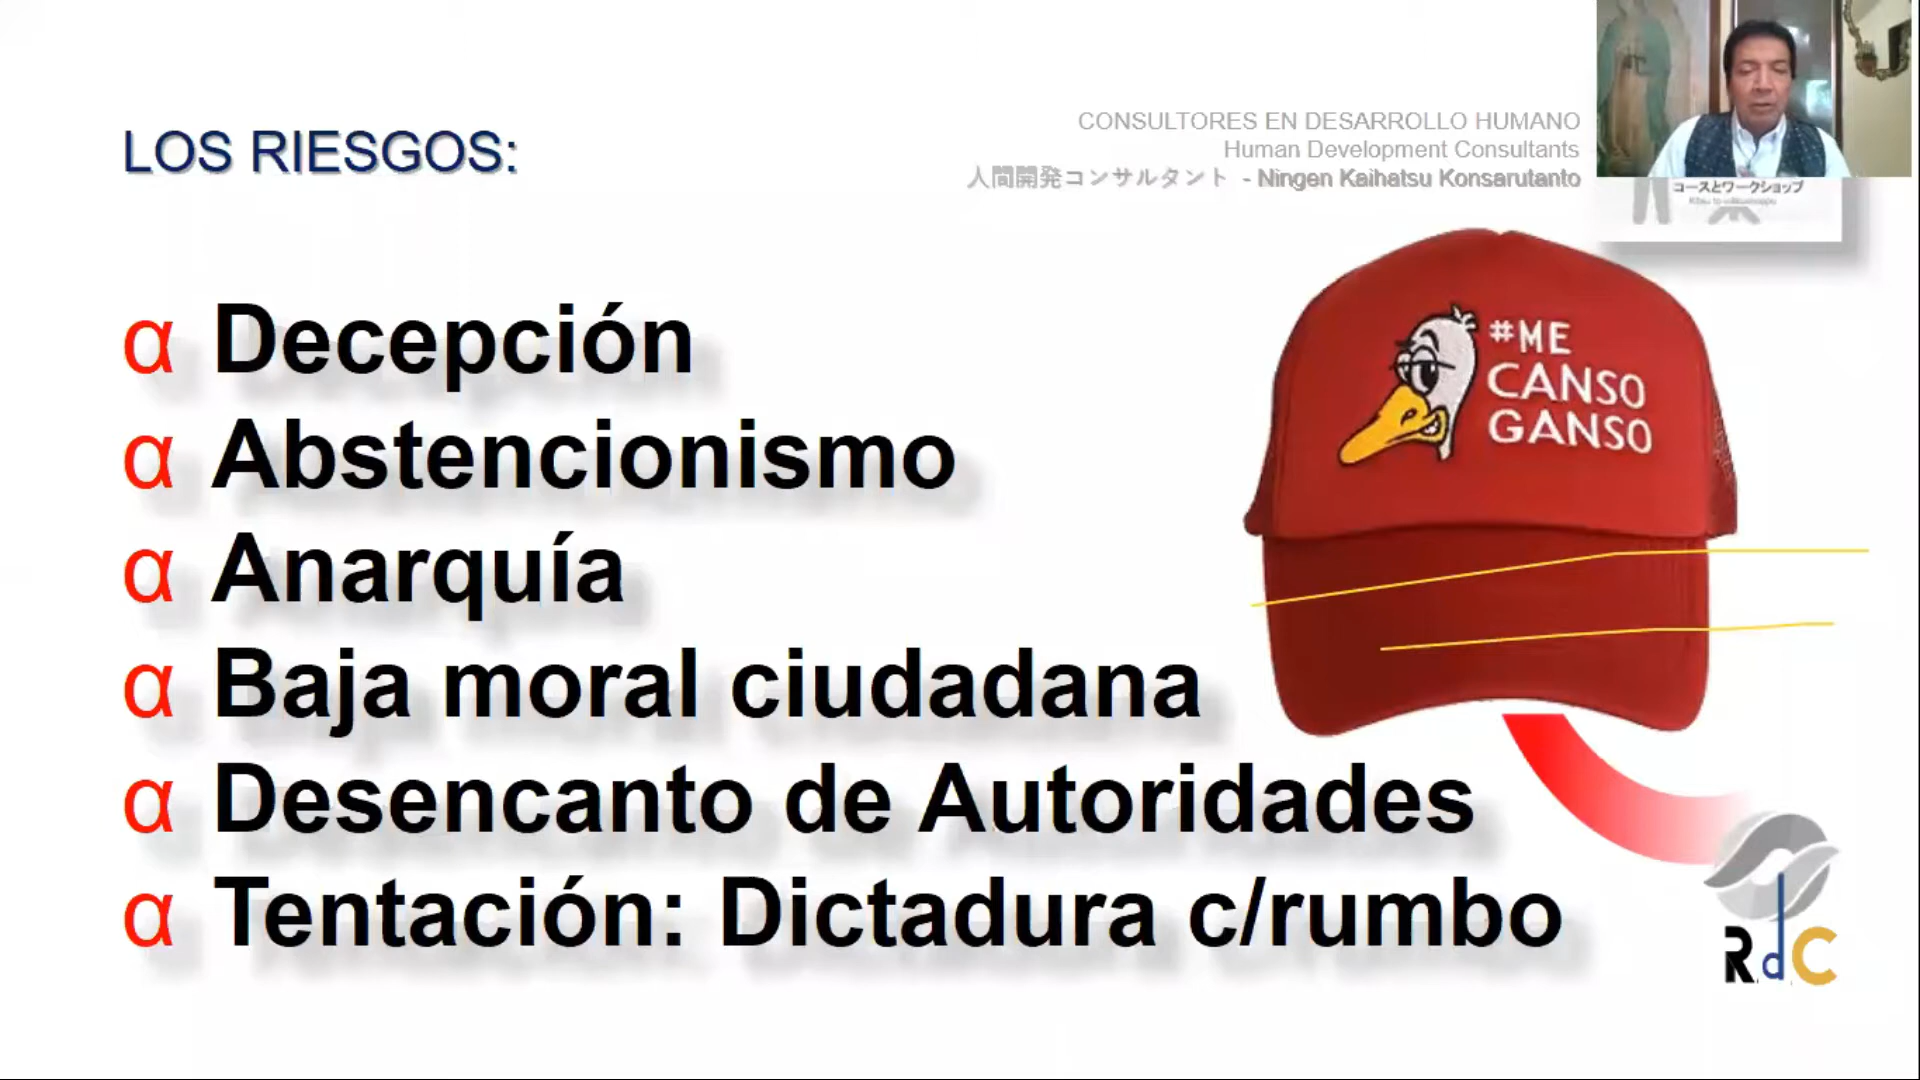 LOS RIESGOS:
CONSULTORES EN DESARROLLO HUMANO
Human Development Consultants
人間開発コンサルタント - Ningen Kaihatsu Konsarutanto
コースとワークショップ
#ME
CANSO
GANSO
α Decepción
α Abstencionismo
α Anarquía
α Baja moral ciudadana
α Desencanto de Autoridades
α Tentación: Dictadura c/rumbo
R.d.C